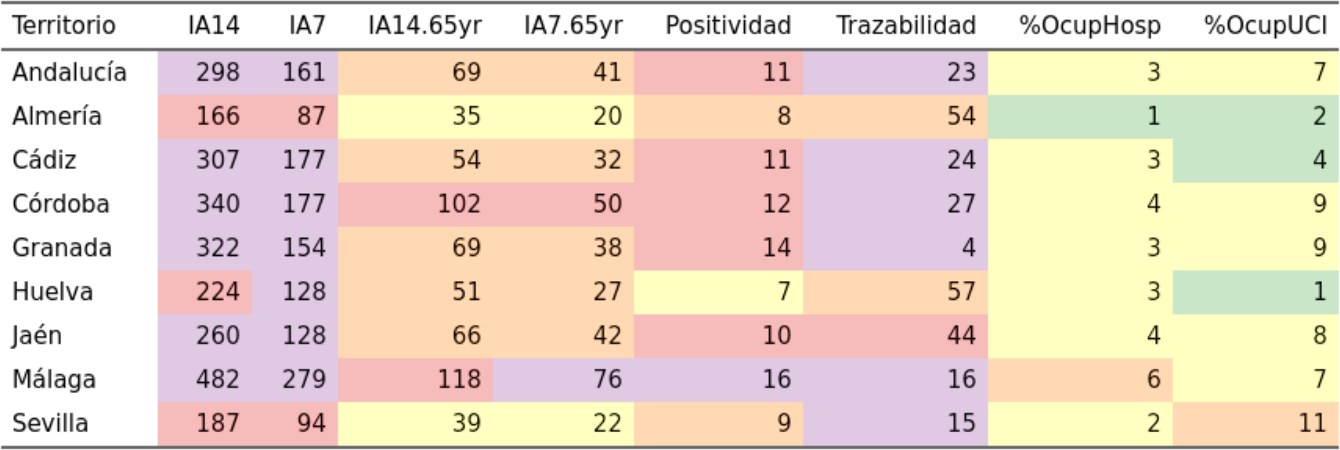 Territorio IA14 IA7 IA14.65yr IA7.65yr Positividad Trazabilidad %OcupHosp %OcupUCI
Andalucía 298 161 69 41 11 23 3 7
Almería 166 87 35 20 8 54 1 2
Cádiz 307 177 54 32 11 24 3 4
Córdoba 340 177 102 50 12 27 4 9
Granada 322 154 69 38 14 4 3 9
Huelva 224 128 51 27 7 57 3 1
Jaén 260 128 66 42 10 44 4 8
Málaga 482 279 118 76 16 16 6 7
Sevilla 187 94 39 22 9 15 2 11